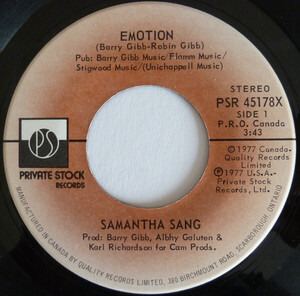 EMOTION
(Barry Gibb-Robin Gibb)
Pub: Barry Gibb Music/Flamm Music/
Stigwood Music/(Unichappell Music)
STEREO
PSR 45178X
SIDE 1
P.R.O. Canada
3:43
PS
PRIVATE STOCK
RECORDS
℗1977 Canada-
Quality Records
Limited
℗1977 U.S.A.-
Private Stock
Records, Ltd.
SAMANTHA SANG
Prod: Barry Gibb, Albhy Galuten &
Karl Richardson for Cam Prods.
MANUFACTURED IN CANADA BY QUALITY RECORDS LIMITED, 380 BIRCHMOUNT ROAD, SCARBOROUGH, ONTARIO